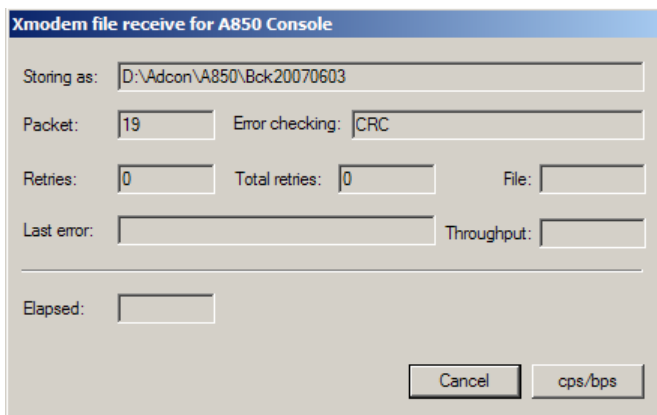 Xmodem file receive for A850 Console
Storing as: D:\Adcon\A850\Bck20070603
Packet: 19 Error checking: CRC
Retries: 0 Total retries: 0 File:
Last error: Throughput:
Elapsed:
Cancel cps/bps